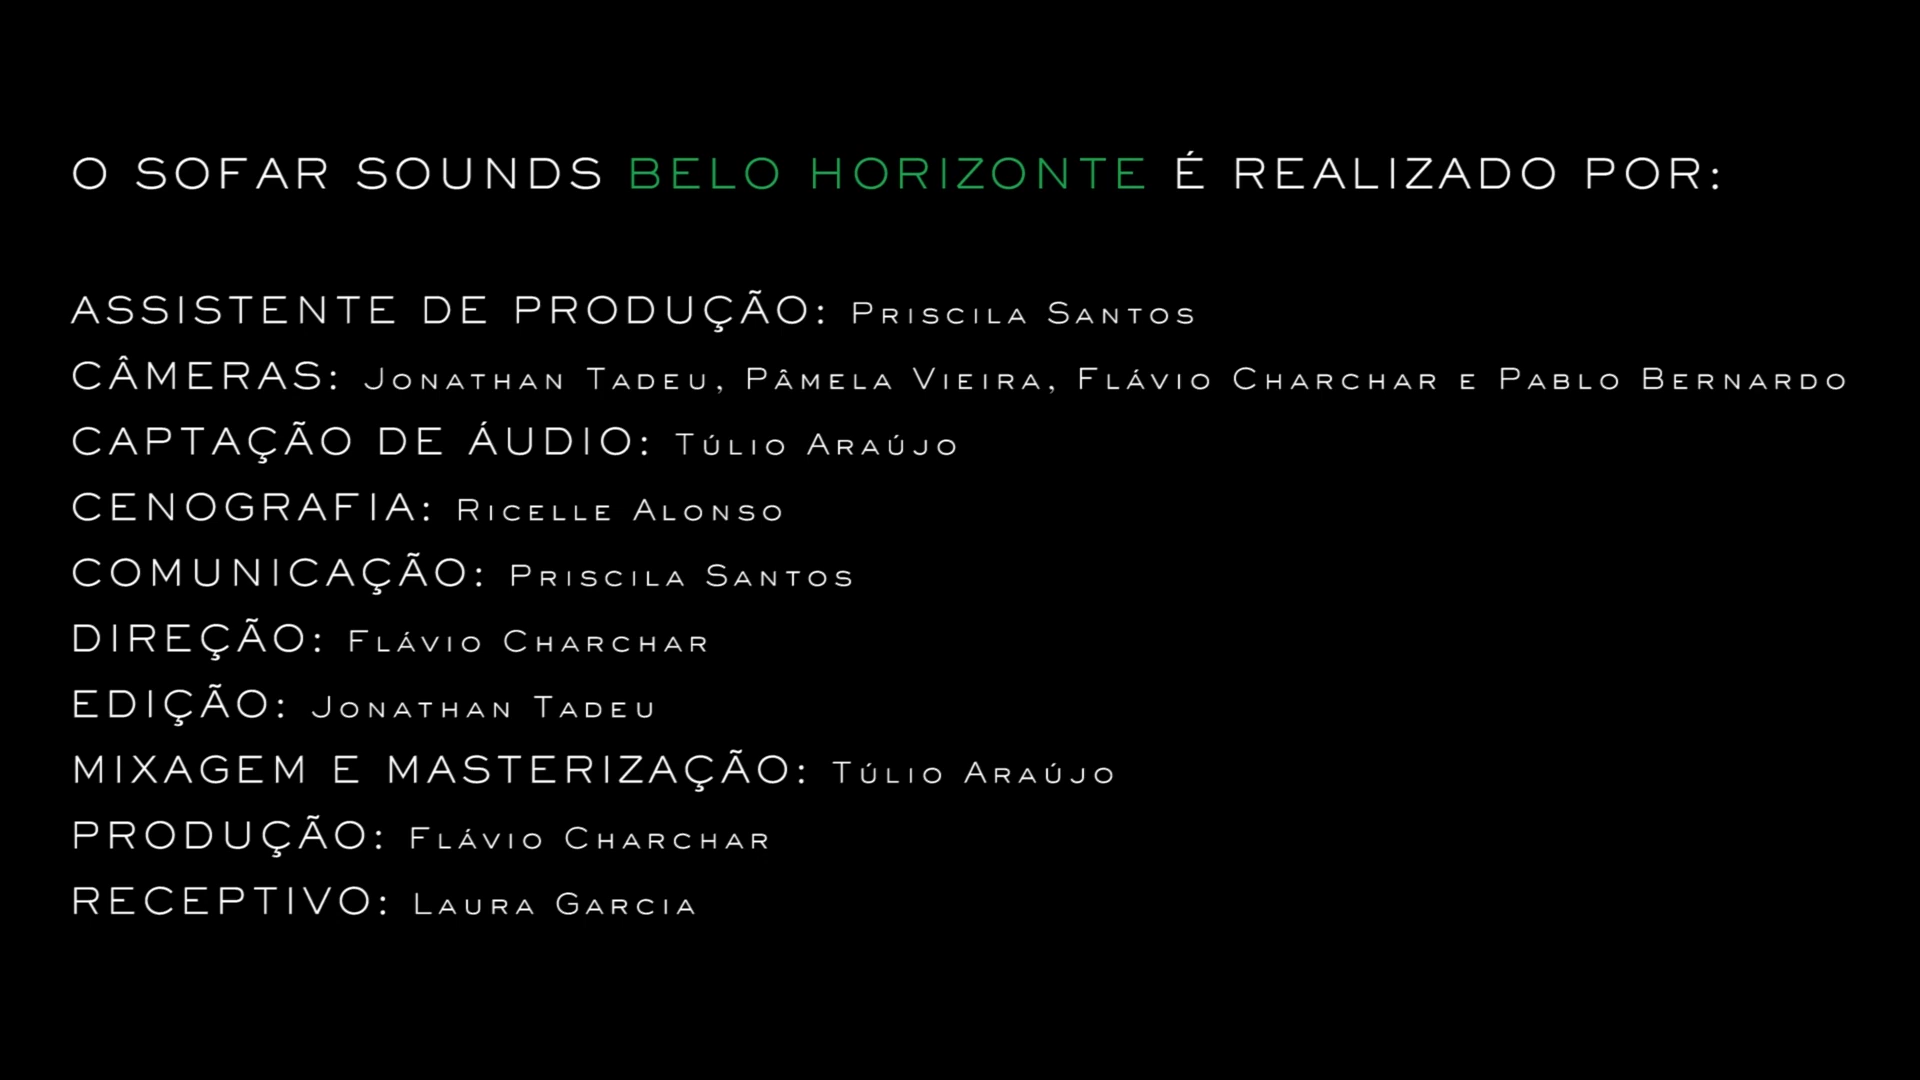 O SOFAR SOUNDS BELO HORIZONTE É REALIZADO POR:
ASSISTENTE DE PRODUÇÃO: Priscila Santos
CÂMERAS: Jonathan Tadeu, Pâmela Vieira, Flávio Charchar e Pablo Bernardo
CAPTAÇÃO DE ÁUDIO: Túlio Araújo
CENOGRAFIA: Ricelle Alonso
COMUNICAÇÃO: Priscila Santos
DIREÇÃO: Flávio Charchar
EDIÇÃO: Jonathan Tadeu
MIXAGEM E MASTERIZAÇÃO: Túlio Araújo
PRODUÇÃO: Flávio Charchar
RECEPTIVO: Laura Garcia